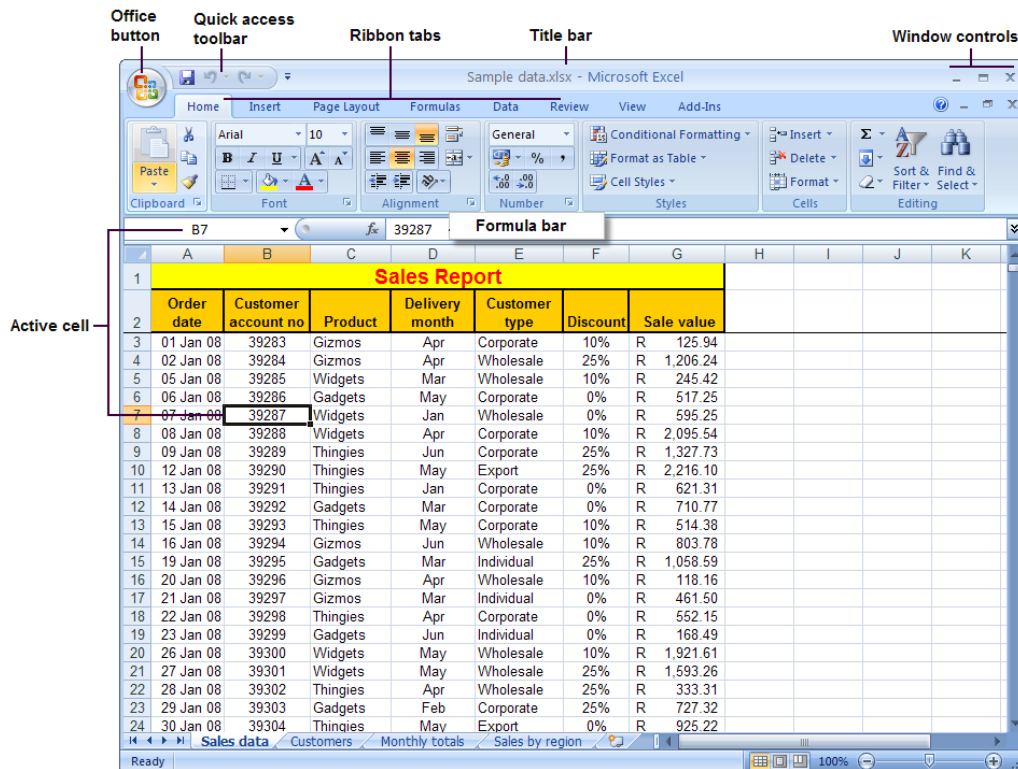 Office button
Quick access toolbar
Ribbon tabs
Title bar
Window controls
Sample data.xlsx - Microsoft Excel
Home Insert Page Layout Formulas Data Review View Add-Ins
Paste
Arial 10
B I U A A
A
General
% ,
.00 .00
Conditional Formatting
Format as Table
Cell Styles
Insert
Delete
Format
Σ
Sort & Filter
Find & Select
Clipboard Font Alignment Number Styles Cells Editing
B7 fx 39287
Formula bar
Active cell
A B C D E F G H I J K
1 Sales Report
2 Order date Customer account no Product Delivery month Customer type Discount Sale value
3 01 Jan 08 39283 Gizmos Apr Corporate 10% R 125.94
4 02 Jan 08 39284 Gizmos Apr Wholesale 25% R 1,206.24
5 05 Jan 08 39285 Widgets Mar Wholesale 10% R 245.42
6 06 Jan 08 39286 Gadgets May Corporate 0% R 517.25
7 07 Jan 08 39287 Widgets Jan Wholesale 0% R 595.25
8 08 Jan 08 39288 Widgets Apr Corporate 10% R 2,095.54
9 09 Jan 08 39289 Thingies Jun Corporate 25% R 1,327.73
10 12 Jan 08 39290 Thingies May Export 25% R 2,216.10
11 13 Jan 08 39291 Thingies Jan Corporate 0% R 621.31
12 14 Jan 08 39292 Gadgets Mar Corporate 0% R 710.77
13 15 Jan 08 39293 Thingies May Corporate 10% R 514.38
14 16 Jan 08 39294 Gizmos Jun Wholesale 10% R 803.78
15 19 Jan 08 39295 Gadgets Mar Individual 25% R 1,058.59
16 20 Jan 08 39296 Gizmos Apr Wholesale 10% R 118.16
17 21 Jan 08 39297 Gizmos Mar Individual 0% R 461.50
18 22 Jan 08 39298 Thingies Apr Corporate 0% R 552.15
19 23 Jan 08 39299 Gadgets Jun Individual 0% R 168.49
20 26 Jan 08 39300 Widgets May Wholesale 10% R 1,921.61
21 27 Jan 08 39301 Widgets May Wholesale 25% R 1,593.26
22 28 Jan 08 39302 Thingies Apr Wholesale 25% R 333.31
23 29 Jan 08 39303 Gadgets Feb Corporate 25% R 727.32
24 30 Jan 08 39304 Thingies May Export 0% R 925.22
Sales data Customers Monthly totals Sales by region
Ready 100%